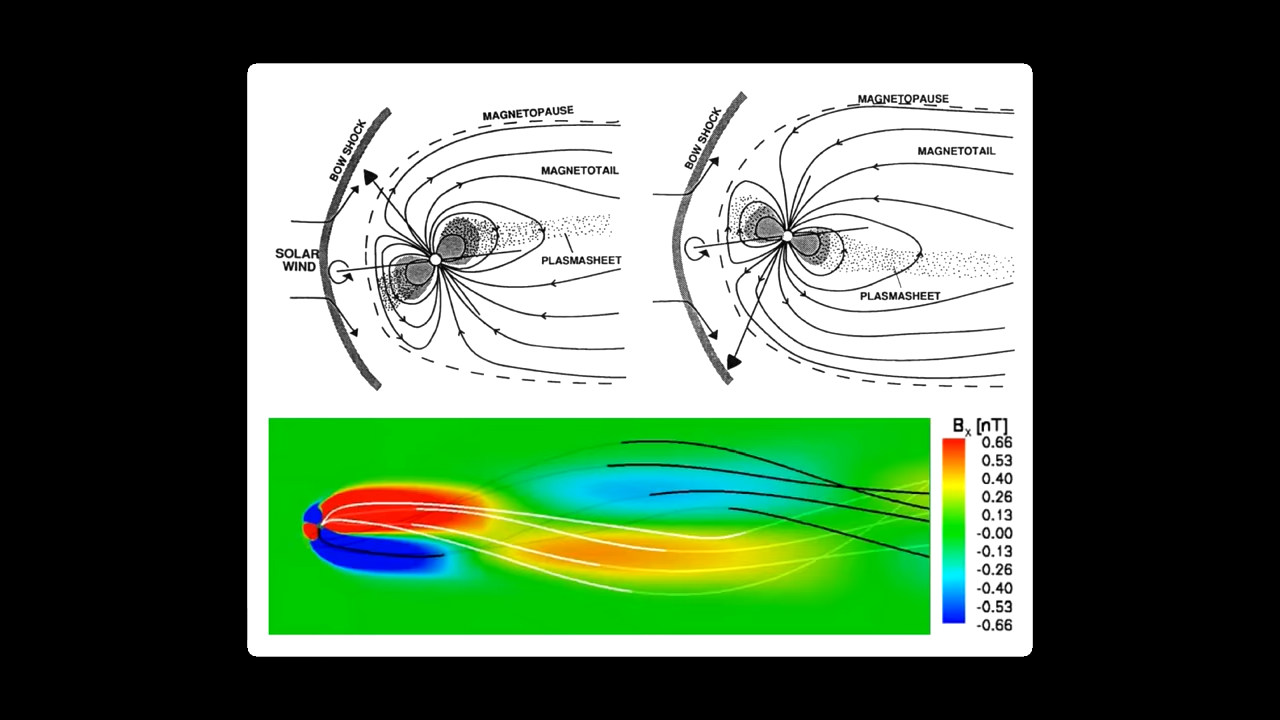 MAGNETOPAUSE
BOW SHOCK
MAGNETOTAIL
SOLAR
WIND
PLASMASHEET
MAGNETOPAUSE
BOW SHOCK
MAGNETOTAIL
PLASMASHEET
Bx [nT]
0.66
0.53
0.40
0.26
0.13
-0.00
-0.13
-0.26
-0.40
-0.53
-0.66